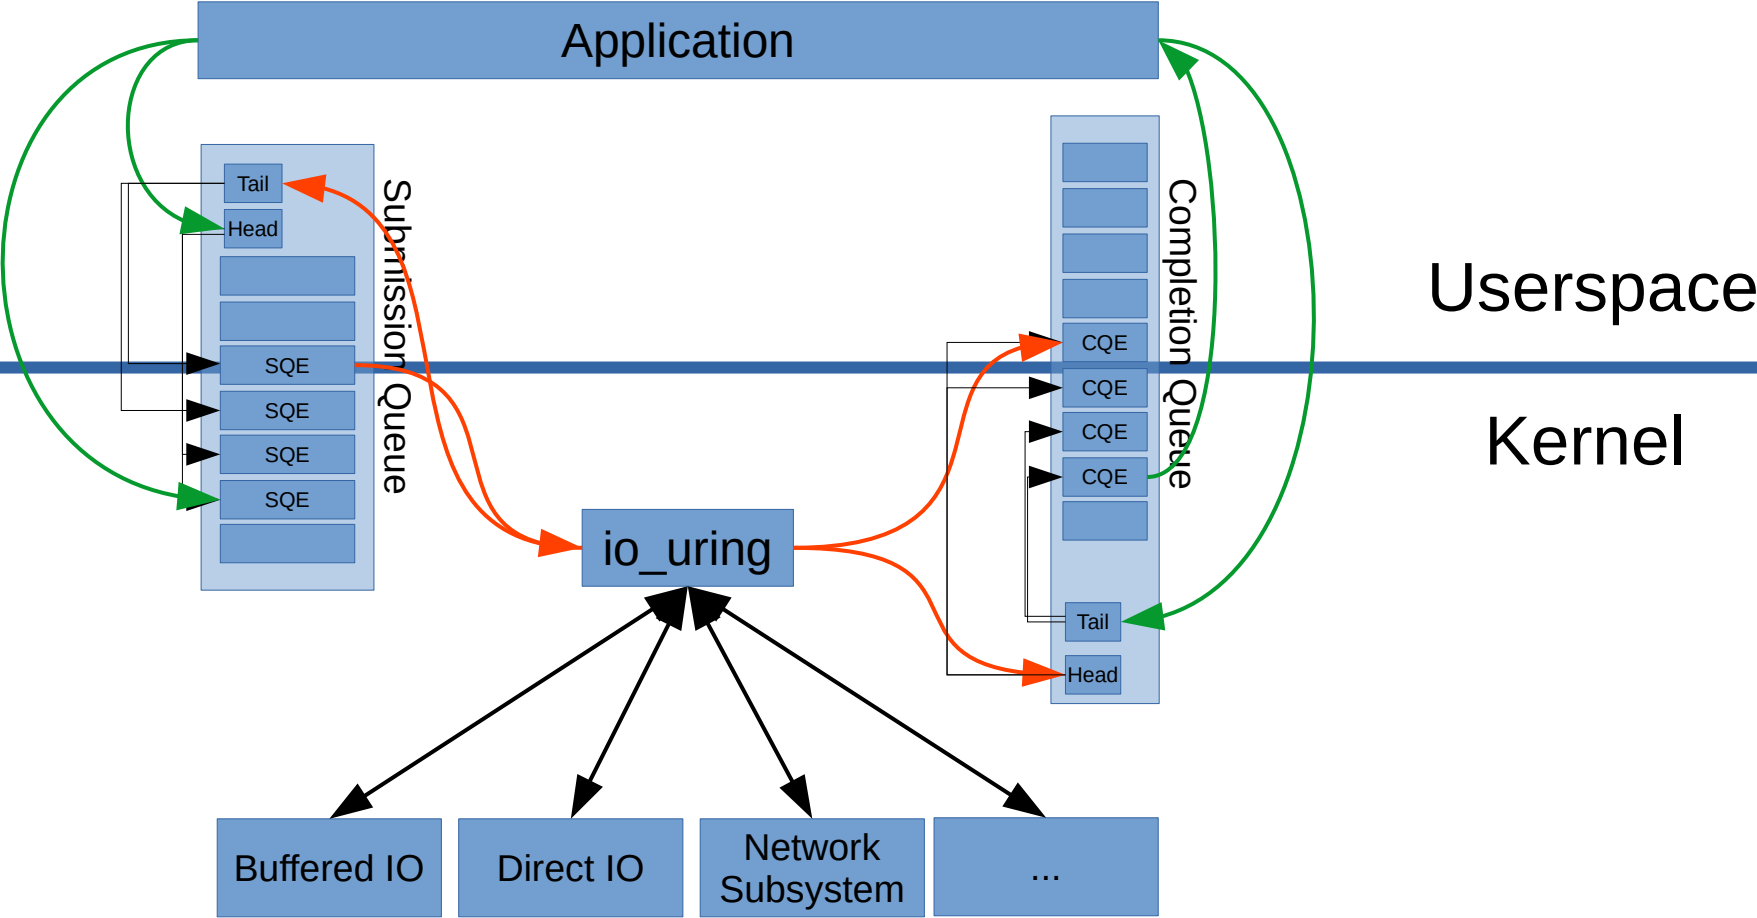 Application
Tail
Head
SQE
SQE
SQE
SQE
Submission Queue
io_uring
CQE
CQE
CQE
CQE
Tail
Head
Completion Queue
Userspace
Kernel
Buffered IO
Direct IO
Network
Subsystem
...